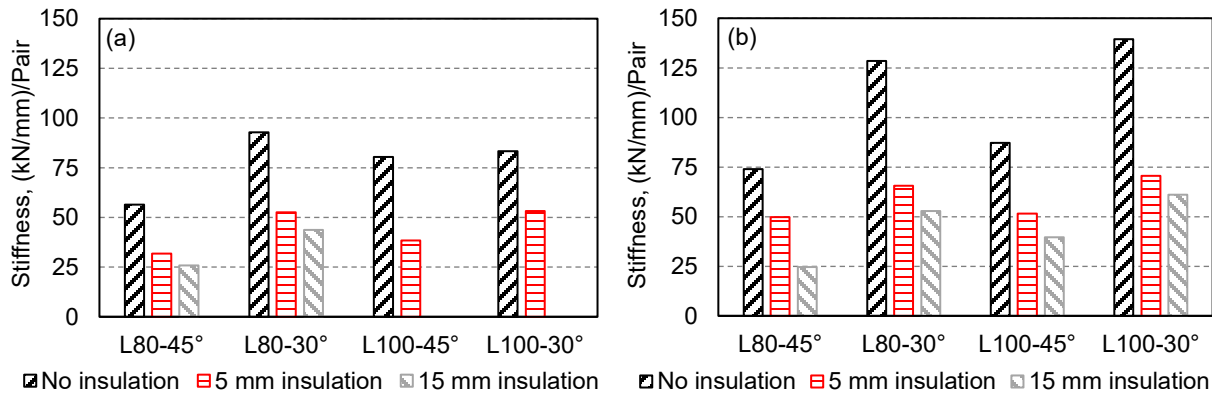 Stiffness, (kN/mm)/Pair
150
125
100
75
50
25
0
(a)
L80-45° L80-30° L100-45° L100-30°
No insulation 5 mm insulation 15 mm insulation
Stiffness, (kN/mm)/Pair
150
125
100
75
50
25
0
(b)
L80-45° L80-30° L100-45° L100-30°
No insulation 5 mm insulation 15 mm insulation